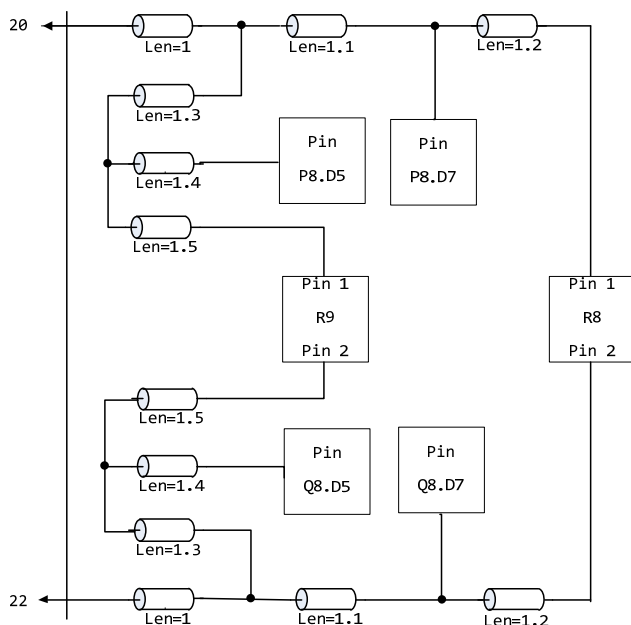 20
Len=1
Len=1.1
Len=1.2
Len=1.3
Pin
P8.D5
Pin
P8.D7
Len=1.4
Len=1.5
Pin 1
R9
Pin 2
Pin 1
R8
Pin 2
Len=1.5
Pin
Q8.D5
Pin
Q8.D7
Len=1.4
Len=1.3
22
Len=1
Len=1.1
Len=1.2